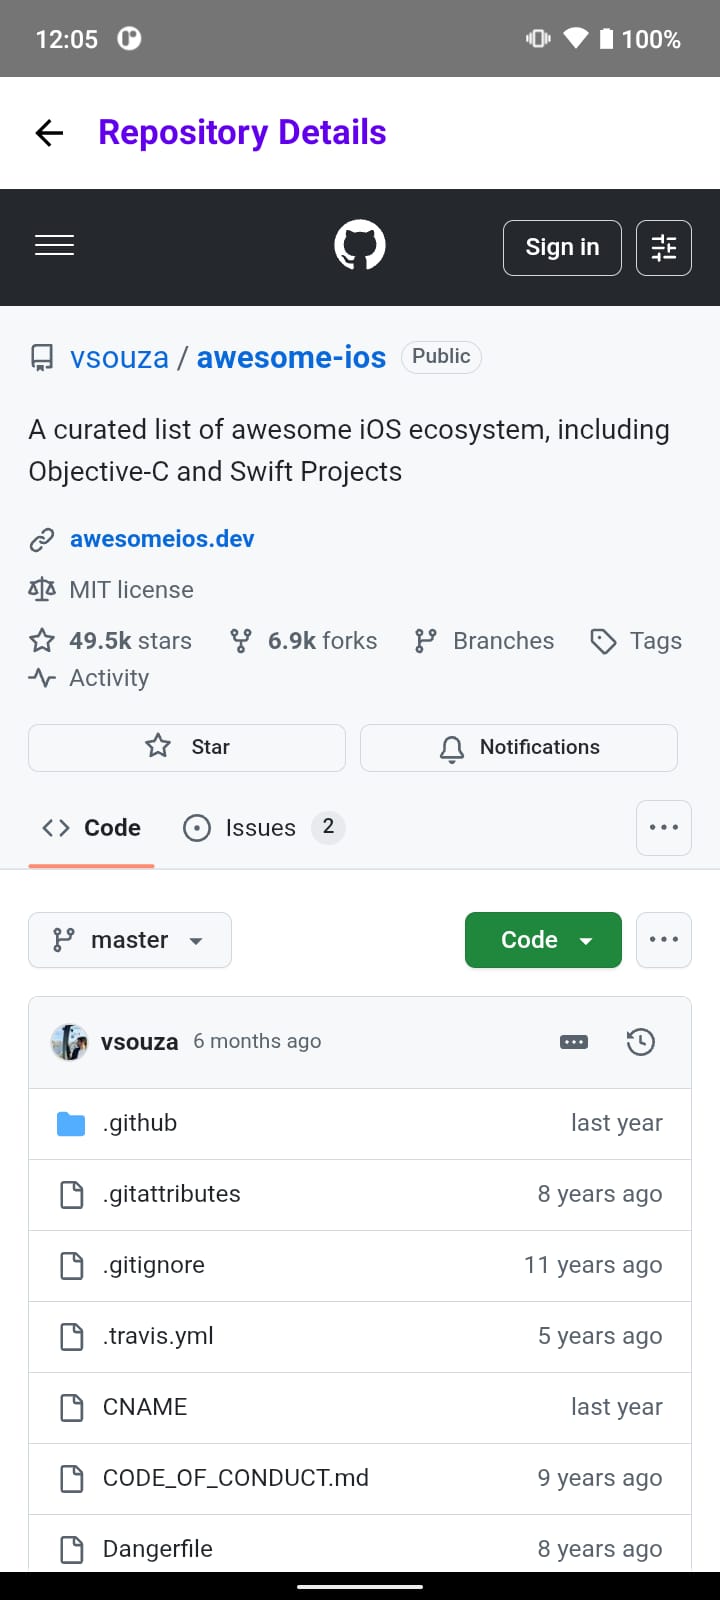 12:05 100%
Repository Details
Sign in
vsouza / awesome-ios Public
A curated list of awesome iOS ecosystem, including
Objective-C and Swift Projects
awesomeios.dev
MIT license
49.5k stars 6.9k forks Branches Tags
Activity
Star Notifications
Code Issues 2
master Code
vsouza 6 months ago
.github last year
.gitattributes 8 years ago
.gitignore 11 years ago
.travis.yml 5 years ago
CNAME last year
CODE_OF_CONDUCT.md 9 years ago
Dangerfile 8 years ago